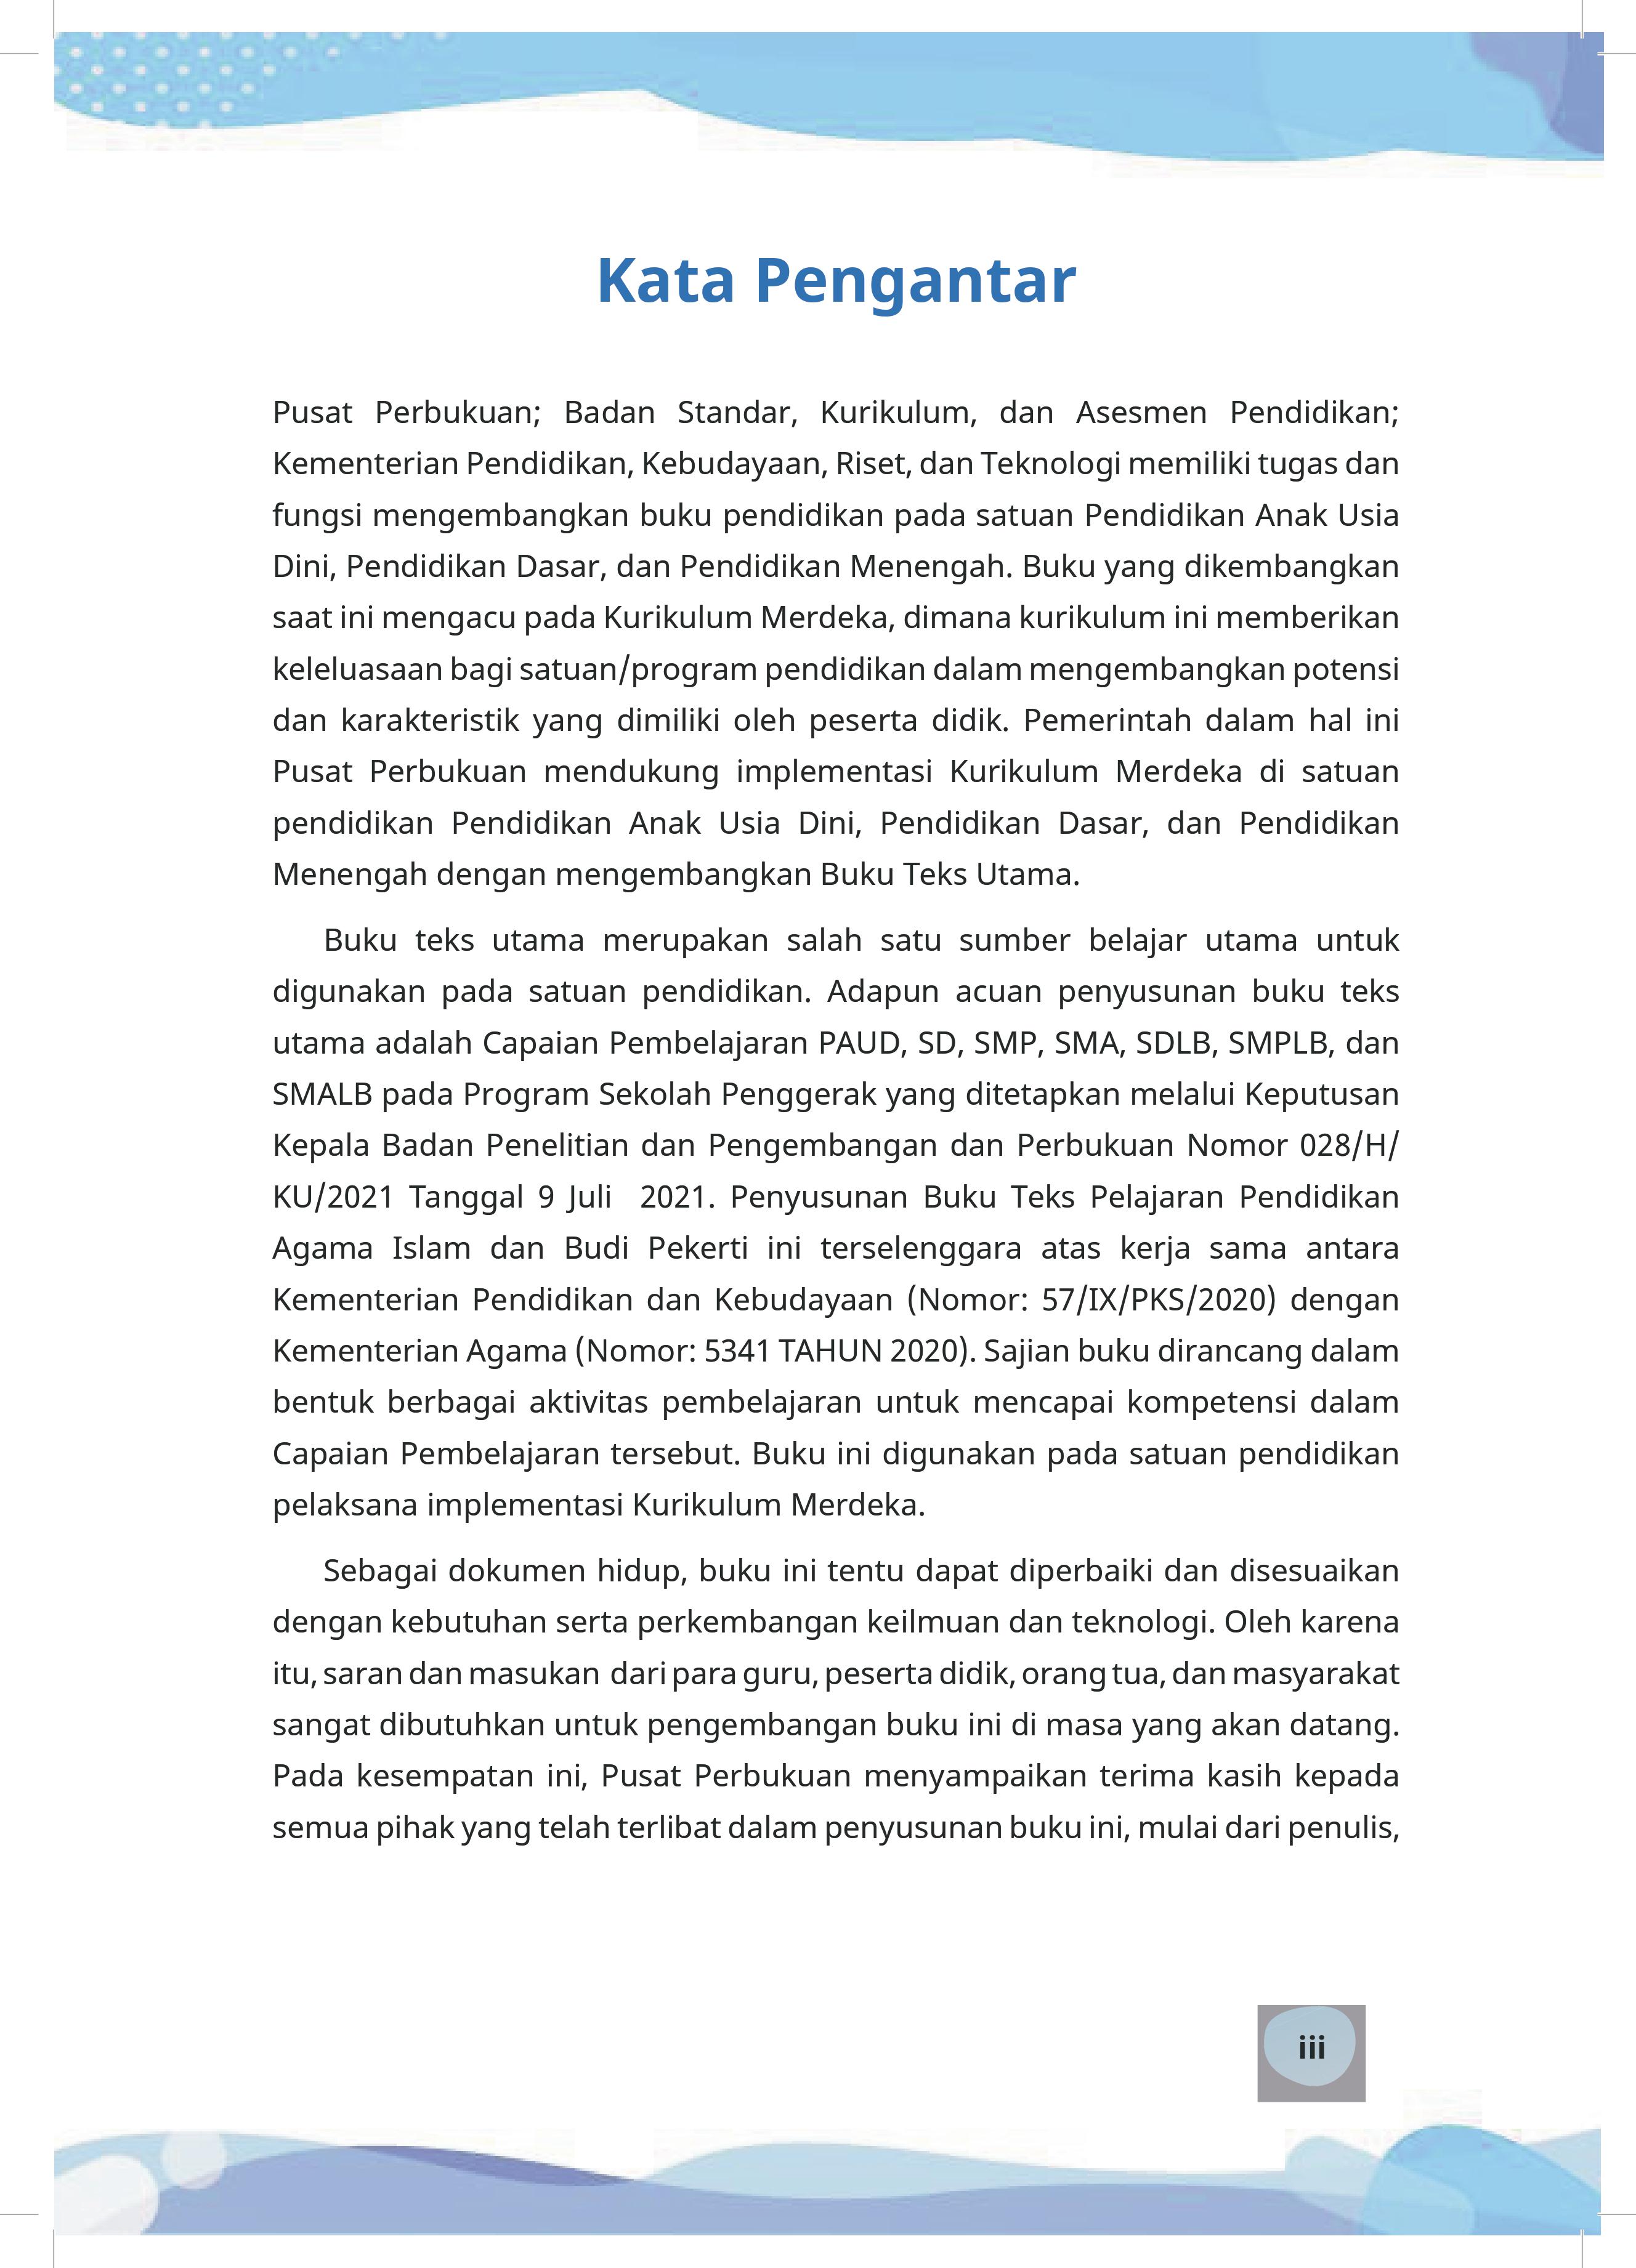 Kata Pengantar
Pusat Perbukuan; Badan Standar, Kurikulum, dan Asesmen Pendidikan;
Kementerian Pendidikan, Kebudayaan, Riset, dan Teknologi memiliki tugas dan
fungsi mengembangkan buku pendidikan pada satuan Pendidikan Anak Usia
Dini, Pendidikan Dasar, dan Pendidikan Menengah. Buku yang dikembangkan
saat ini mengacu pada Kurikulum Merdeka, dimana kurikulum ini memberikan
keleluasaan bagi satuan/program pendidikan dalam mengembangkan potensi
dan karakteristik yang dimiliki oleh peserta didik. Pemerintah dalam hal ini
Pusat Perbukuan mendukung implementasi Kurikulum Merdeka di satuan
pendidikan Pendidikan Anak Usia Dini, Pendidikan Dasar, dan Pendidikan
Menengah dengan mengembangkan Buku Teks Utama.
Buku teks utama merupakan salah satu sumber belajar utama untuk
digunakan pada satuan pendidikan. Adapun acuan penyusunan buku teks
utama adalah Capaian Pembelajaran PAUD, SD, SMP, SMA, SDLB, SMPLB, dan
SMALB pada Program Sekolah Penggerak yang ditetapkan melalui Keputusan
Kepala Badan Penelitian dan Pengembangan dan Perbukuan Nomor 028/H/
KU/2021 Tanggal 9 Juli 2021. Penyusunan Buku Teks Pelajaran Pendidikan
Agama Islam dan Budi Pekerti ini terselenggara atas kerja sama antara
Kementerian Pendidikan dan Kebudayaan (Nomor: 57/IX/PKS/2020) dengan
Kementerian Agama (Nomor: 5341 TAHUN 2020). Sajian buku dirancang dalam
bentuk berbagai aktivitas pembelajaran untuk mencapai kompetensi dalam
Capaian Pembelajaran tersebut. Buku ini digunakan pada satuan pendidikan
pelaksana implementasi Kurikulum Merdeka.
Sebagai dokumen hidup, buku ini tentu dapat diperbaiki dan disesuaikan
dengan kebutuhan serta perkembangan keilmuan dan teknologi. Oleh karena
itu, saran dan masukan dari para guru, peserta didik, orang tua, dan masyarakat
sangat dibutuhkan untuk pengembangan buku ini di masa yang akan datang.
Pada kesempatan ini, Pusat Perbukuan menyampaikan terima kasih kepada
semua pihak yang telah terlibat dalam penyusunan buku ini, mulai dari penulis,
iii